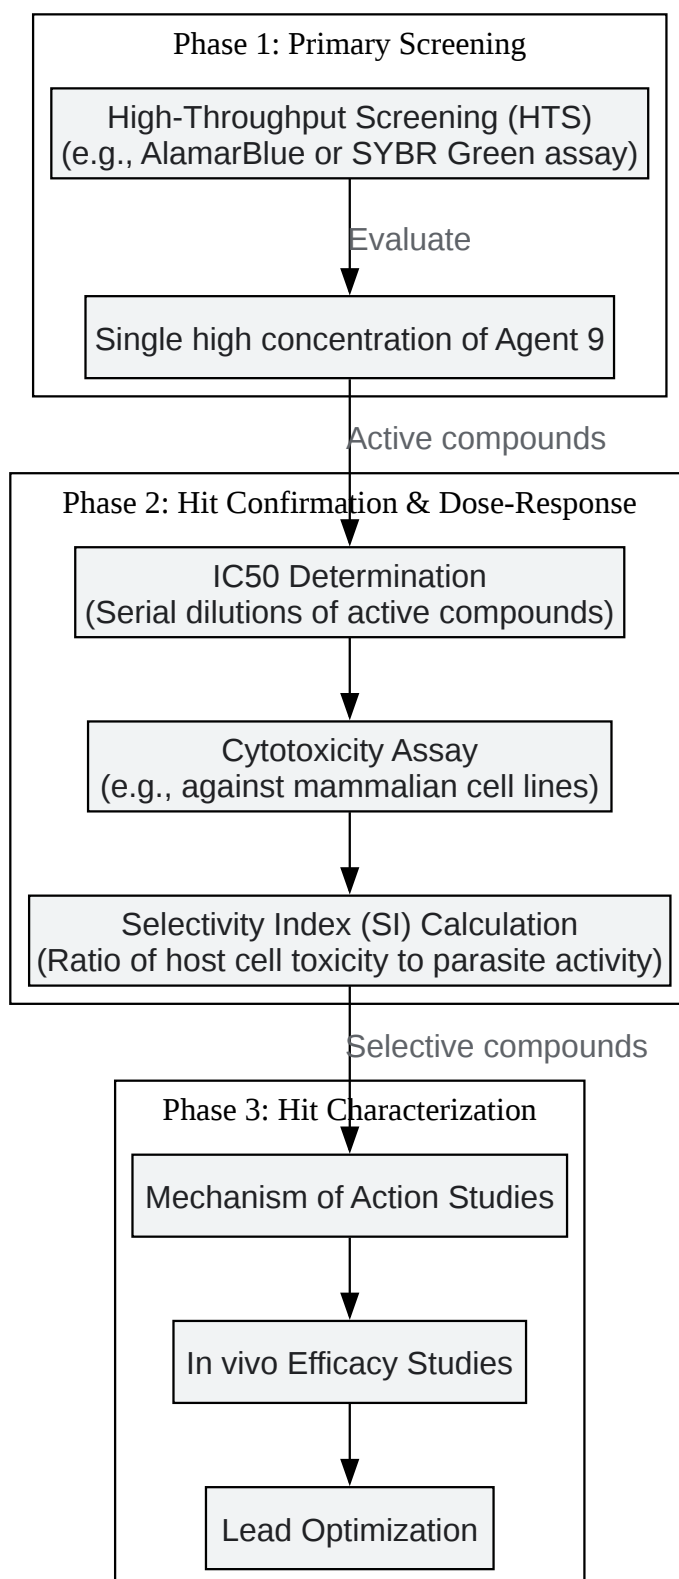 Phase 1: Primary Screening
High-Throughput Screening (HTS)
(e.g., AlamarBlue or SYBR Green assay)
Evaluate
Single high concentration of Agent 9
Active compounds
Phase 2: Hit Confirmation & Dose-Response
IC50 Determination
(Serial dilutions of active compounds)
Cytotoxicity Assay
(e.g., against mammalian cell lines)
Selectivity Index (SI) Calculation
(Ratio of host cell toxicity to parasite activity)
Selective compounds
Phase 3: Hit Characterization
Mechanism of Action Studies
In vivo Efficacy Studies
Lead Optimization